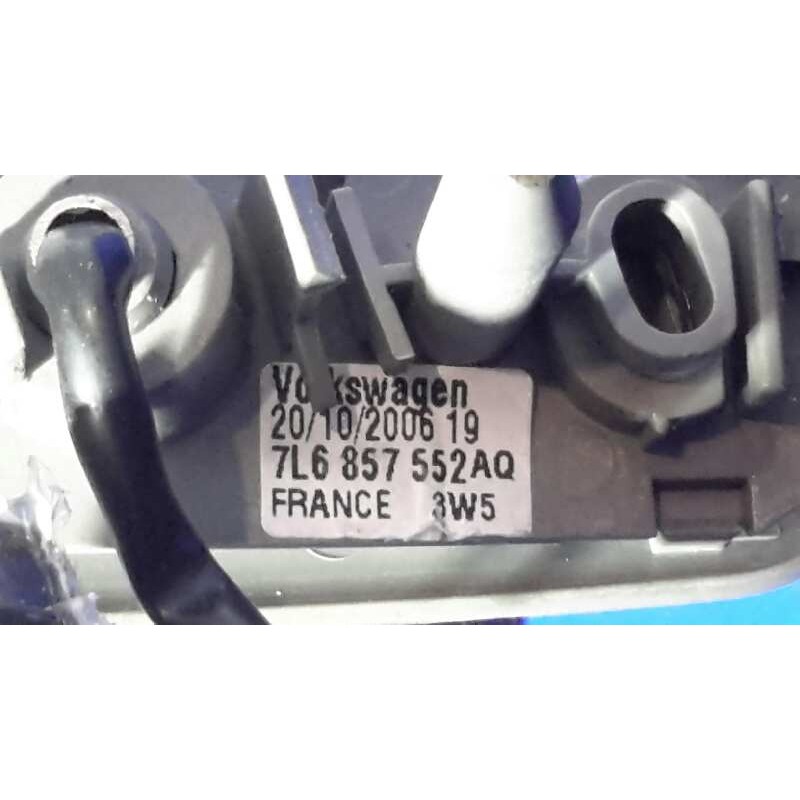 Volkswagen
20/10/2006 19
7L6 857 552AQ
FRANCE 3W5